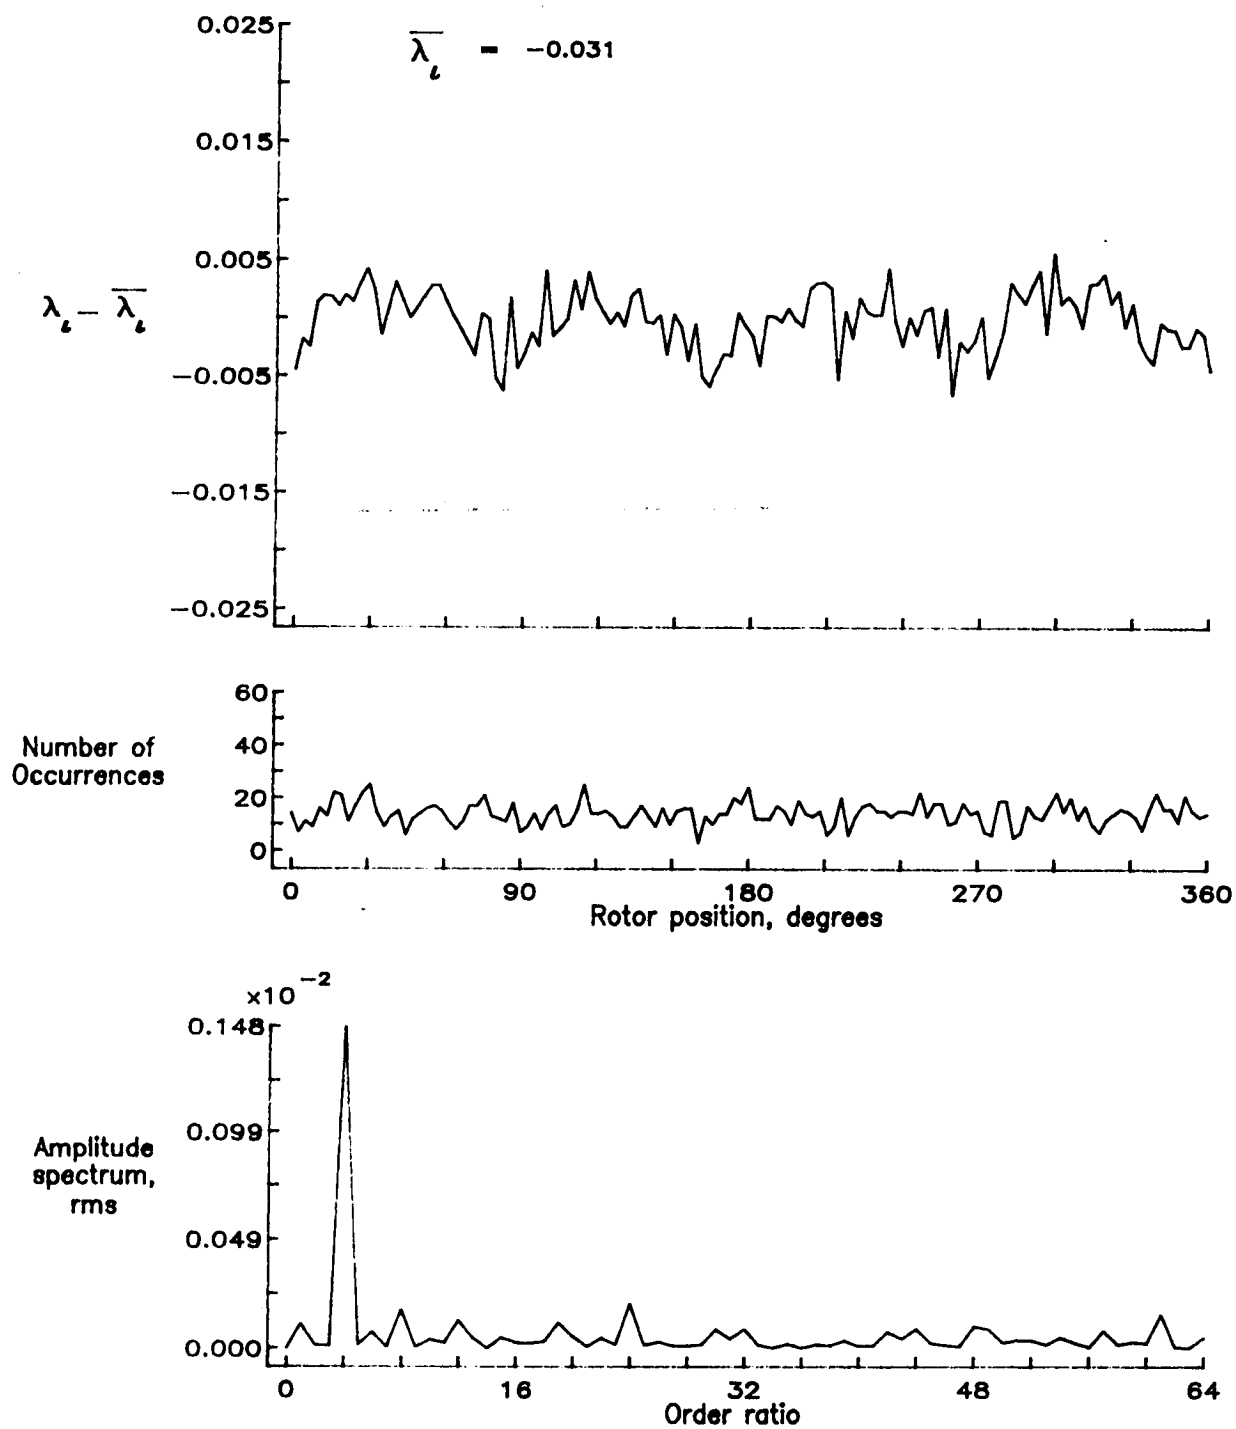 0.025
λ̅ι = -0.031
0.015
0.005
λι − λ̅ι
−0.005
−0.015
−0.025
60
Number of
Occurrences
40
20
0
0 90 180 270 360
Rotor position, degrees
×10 −2
0.148
0.099
Amplitude
spectrum,
rms
0.049
0.000
0 16 32 48 64
Order ratio